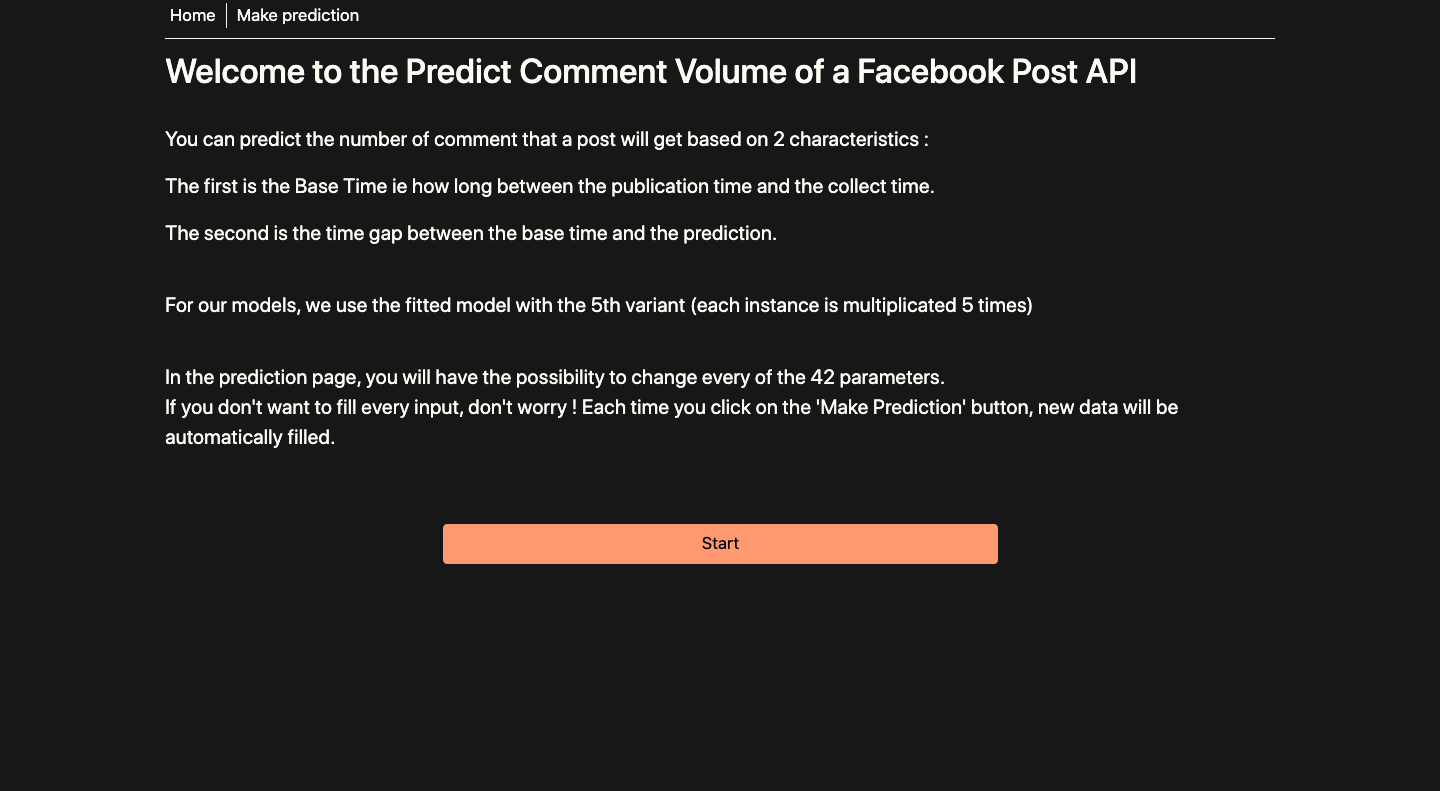 Home
Make prediction
Welcome to the Predict Comment Volume of a Facebook Post API
You can predict the number of comment that a post will get based on 2 characteristics :
The first is the Base Time ie how long between the publication time and the collect time.
The second is the time gap between the base time and the prediction.
For our models, we use the fitted model with the 5th variant (each instance is multiplicated 5 times)
In the prediction page, you will have the possibility to change every of the 42 parameters.
If you don't want to fill every input, don't worry ! Each time you click on the 'Make Prediction' button, new data will be
automatically filled.
Start